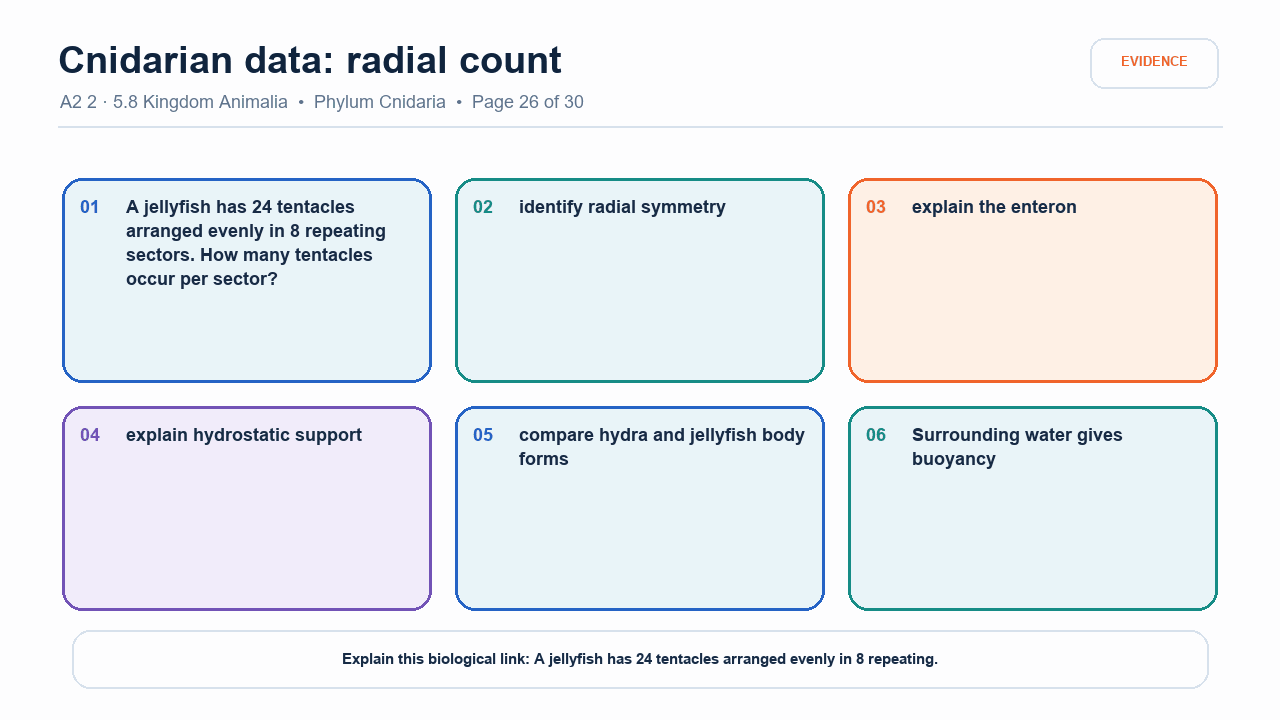 Cnidarian data: radial count
EVIDENCE
A2 2 · 5.8 Kingdom Animalia • Phylum Cnidaria • Page 26 of 30
01 A jellyfish has 24 tentacles
arranged evenly in 8 repeating
sectors. How many tentacles
occur per sector?
02 identify radial symmetry
03 explain the enteron
04 explain hydrostatic support
05 compare hydra and jellyfish body
forms
06 Surrounding water gives
buoyancy
Explain this biological link: A jellyfish has 24 tentacles arranged evenly in 8 repeating.